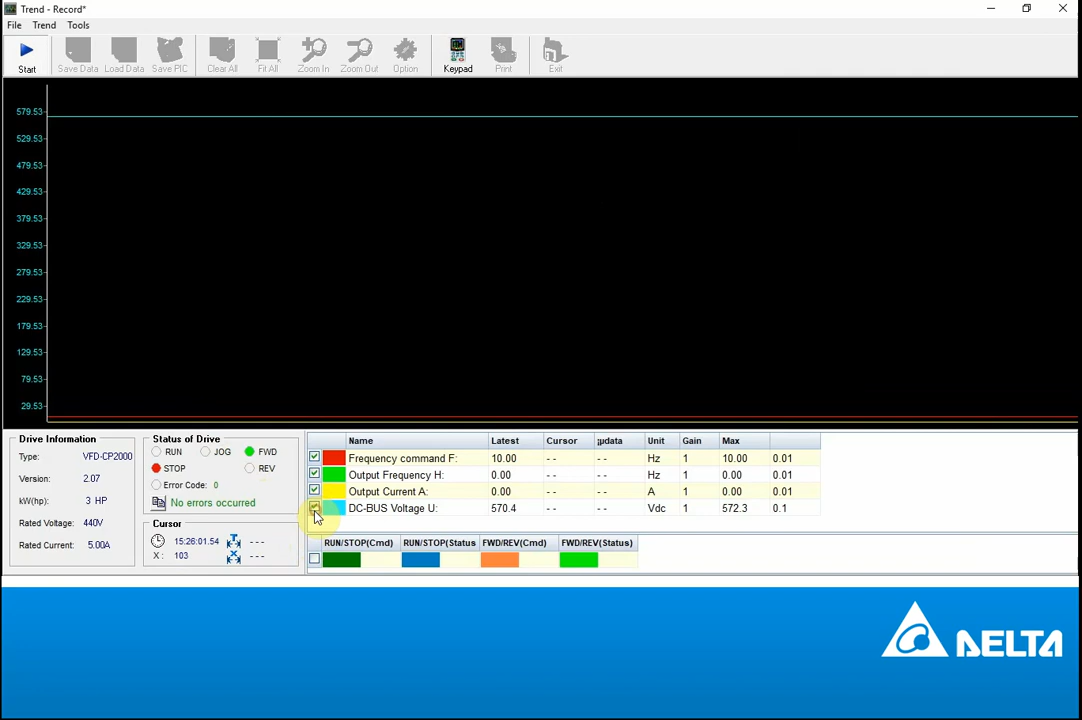 Trend - Record*
File Trend Tools
Start Save Data Load Data Save PIC Clear All Fit All Zoom In Zoom Out Option Keypad Print Exit
579.53
529.53
479.53
429.53
379.53
329.53
279.53
229.53
179.53
129.53
79.53
29.53
Drive Information
Type: VFD-CP2000
Version: 2.07
kW(hp): 3 HP
Rated Voltage: 440V
Rated Current: 5.00A
Status of Drive
RUN JOG FWD
STOP REV
Error Code: 0
No errors occurred
Cursor
15:26:01.54 T - - -
X : 103 X - - -
Name Latest Cursor µdata Unit Gain Max
Frequency command F: 10.00 - - - - Hz 1 10.00 0.01
Output Frequency H: 0.00 - - - - Hz 1 0.00 0.01
Output Current A: 0.00 - - - - A 1 0.00 0.01
DC-BUS Voltage U: 570.4 - - - - Vdc 1 572.3 0.1
RUN/STOP(Cmd) RUN/STOP(Status FWD/REV(Cmd) FWD/REV(Status)
DELTA